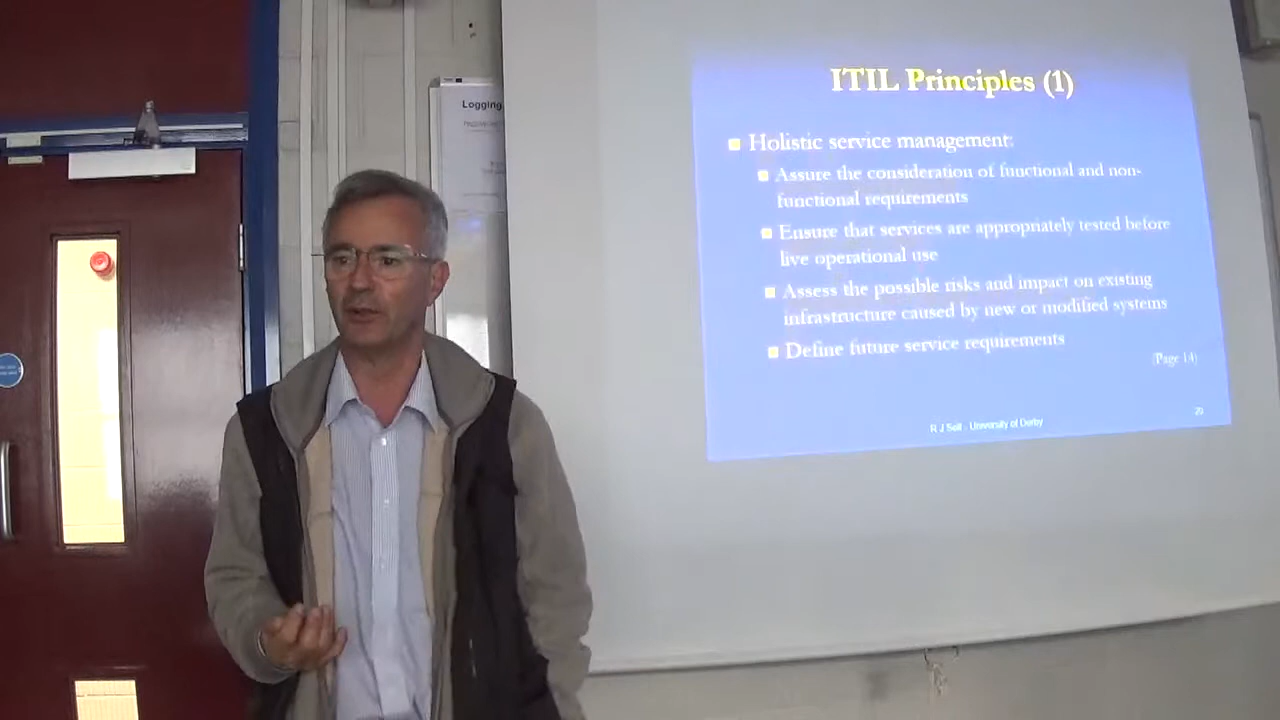 Logging
ITIL Principles (1)
Holistic service management:
Assure the consideration of functional and non-
functional requirements
Ensure that services are appropriately tested before
live operational use
Assess the possible risks and impact on existing
infrastructure caused by new or modified systems
Define future service requirements
(Page 14)
R J Self - University of Derby
20